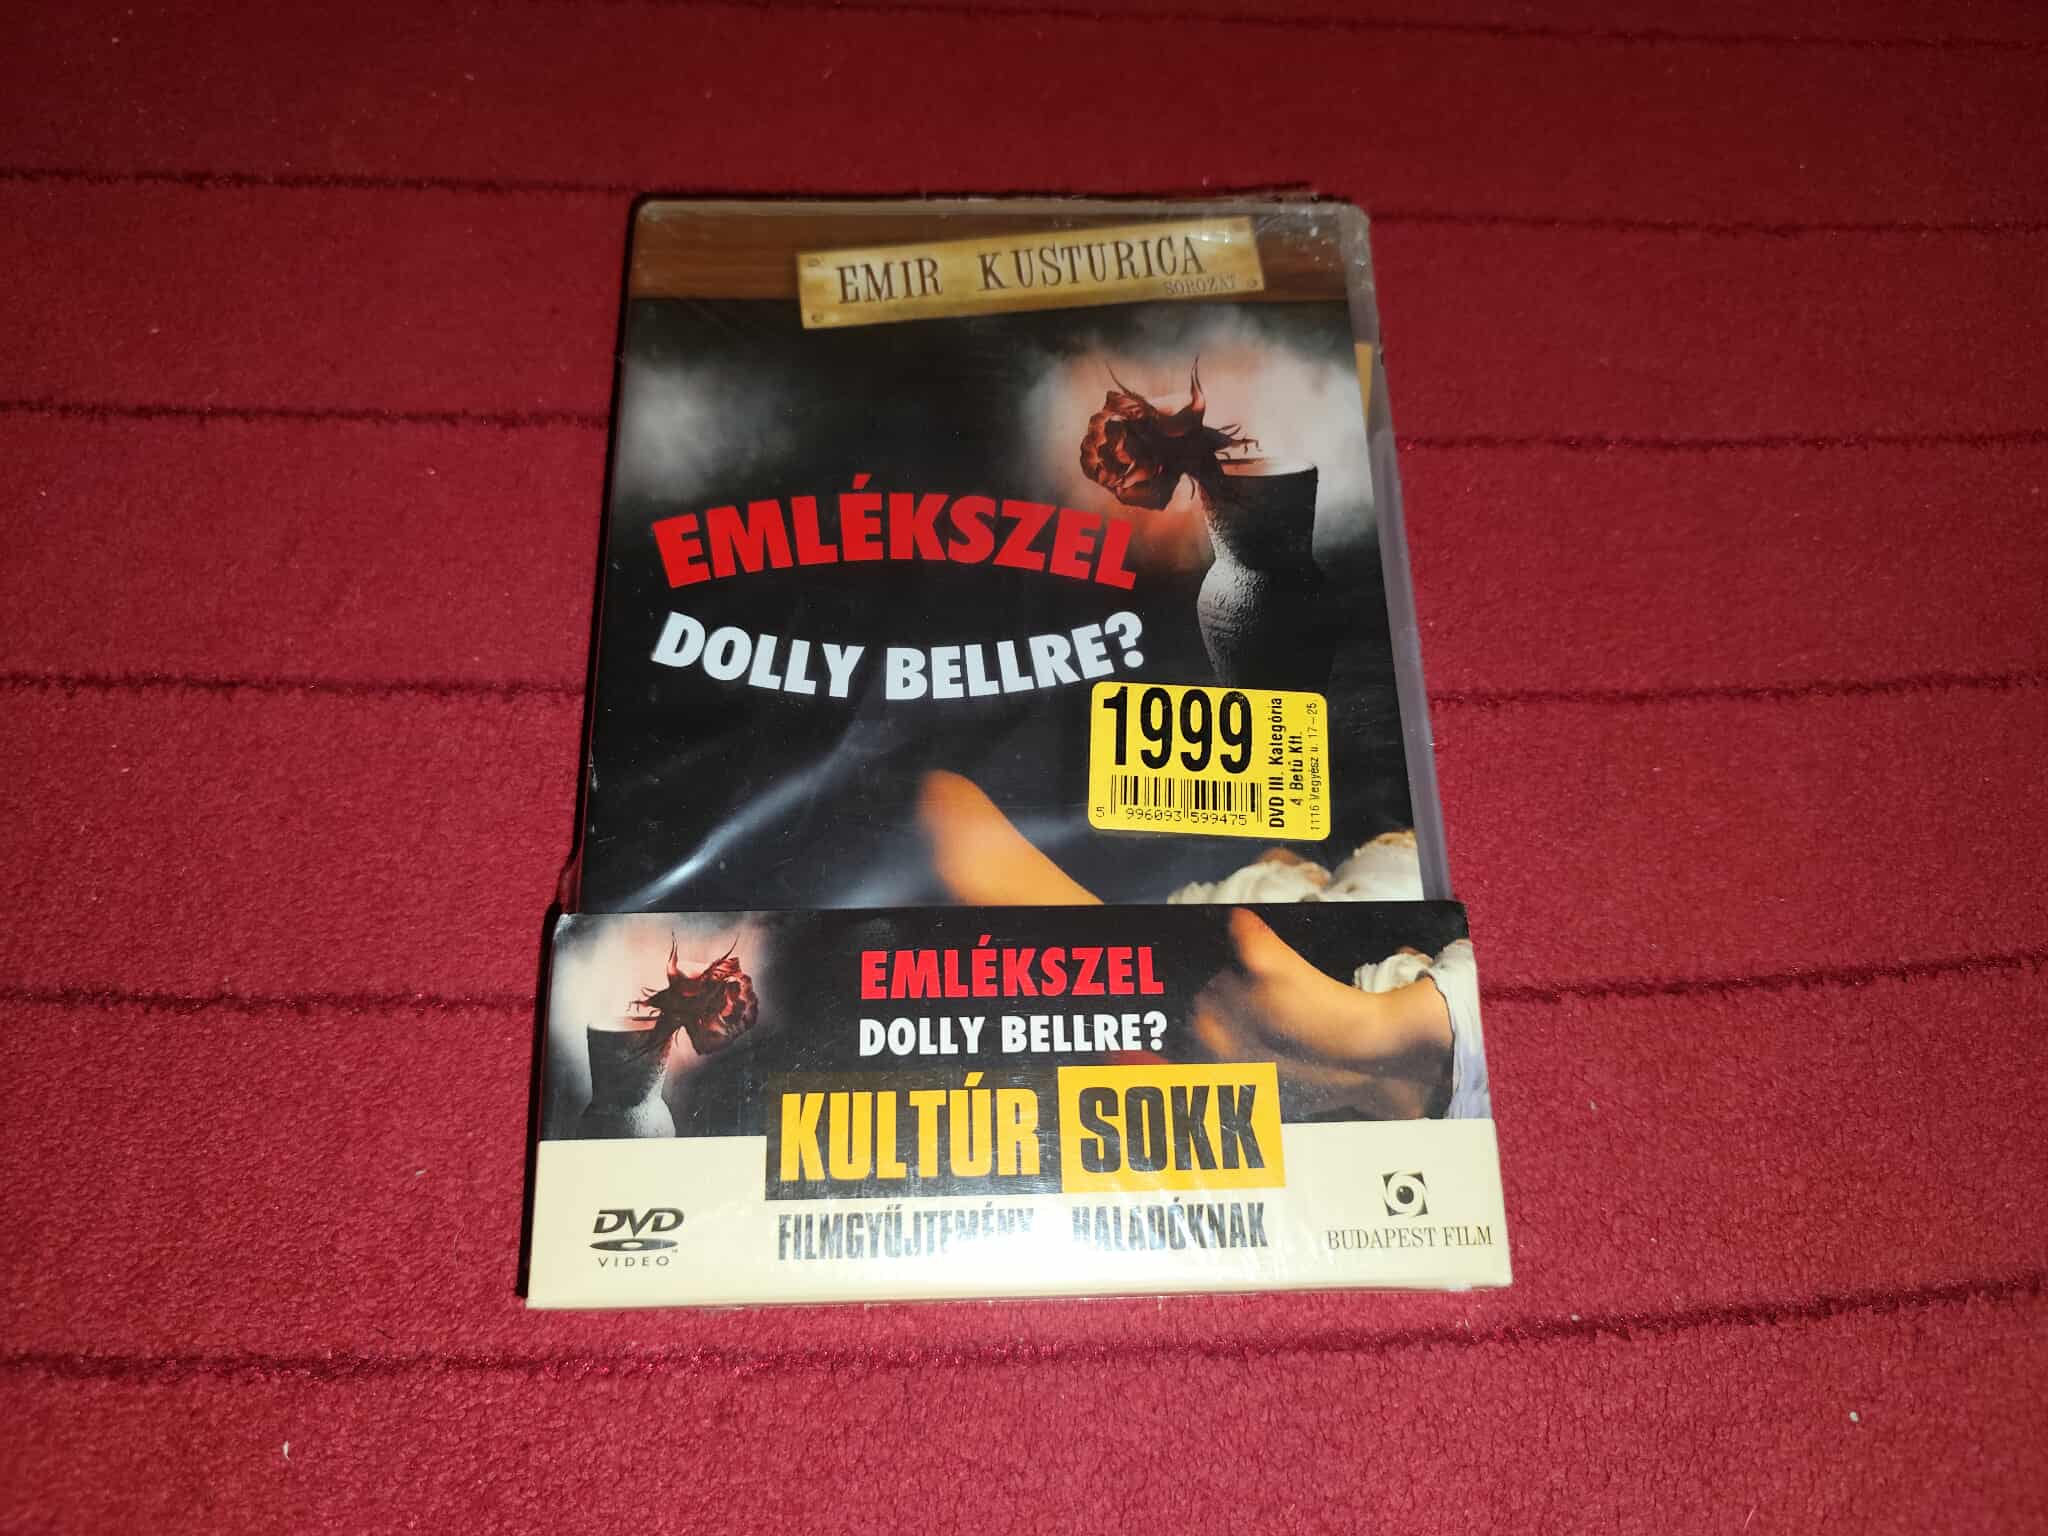 EMIR KUSTURICA
SOROZAT
EMLÉKSZEL
DOLLY BELLRE?
1999
5 996093 599475
DVD III. Kategória
4 Betű Kft.
1116 Vegyész u. 17-25.
EMLÉKSZEL
DOLLY BELLRE?
KULTÚR SOKK
FILMGYŰJTEMÉNY HALADÓKNAK
DVD
VIDEO
BUDAPEST FILM